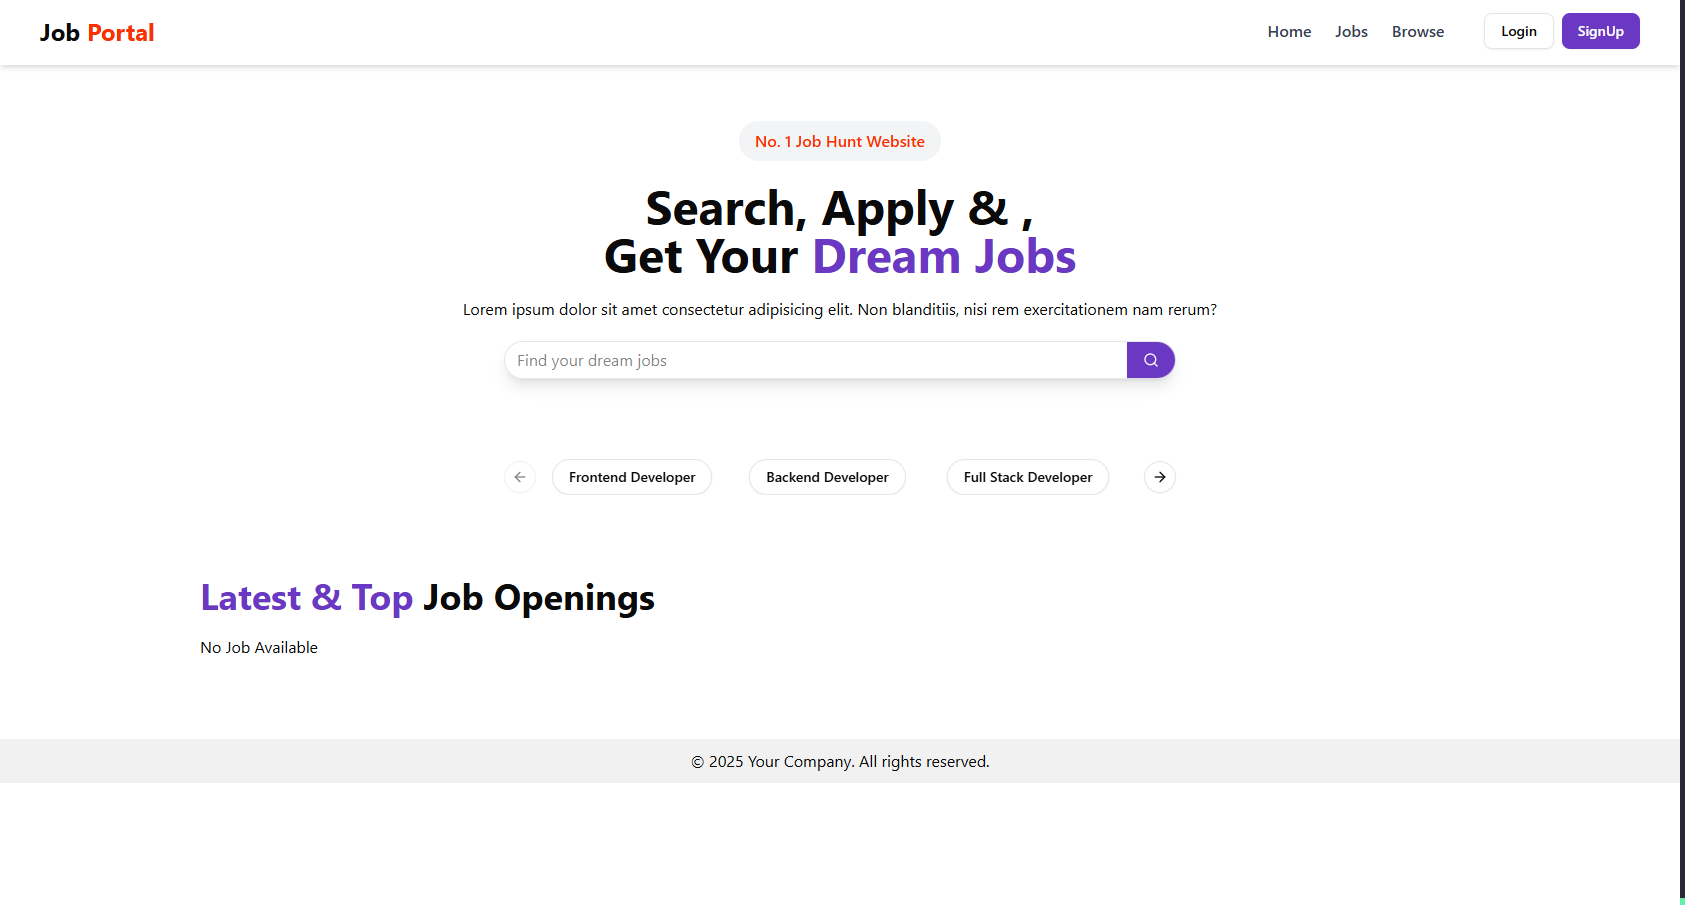 Job Portal
Home Jobs Browse Login SignUp
No. 1 Job Hunt Website
Search, Apply & ,
Get Your Dream Jobs
Lorem ipsum dolor sit amet consectetur adipisicing elit. Non blanditiis, nisi rem exercitationem nam rerum?
Find your dream jobs
Frontend Developer Backend Developer Full Stack Developer
Latest & Top Job Openings
No Job Available
© 2025 Your Company. All rights reserved.